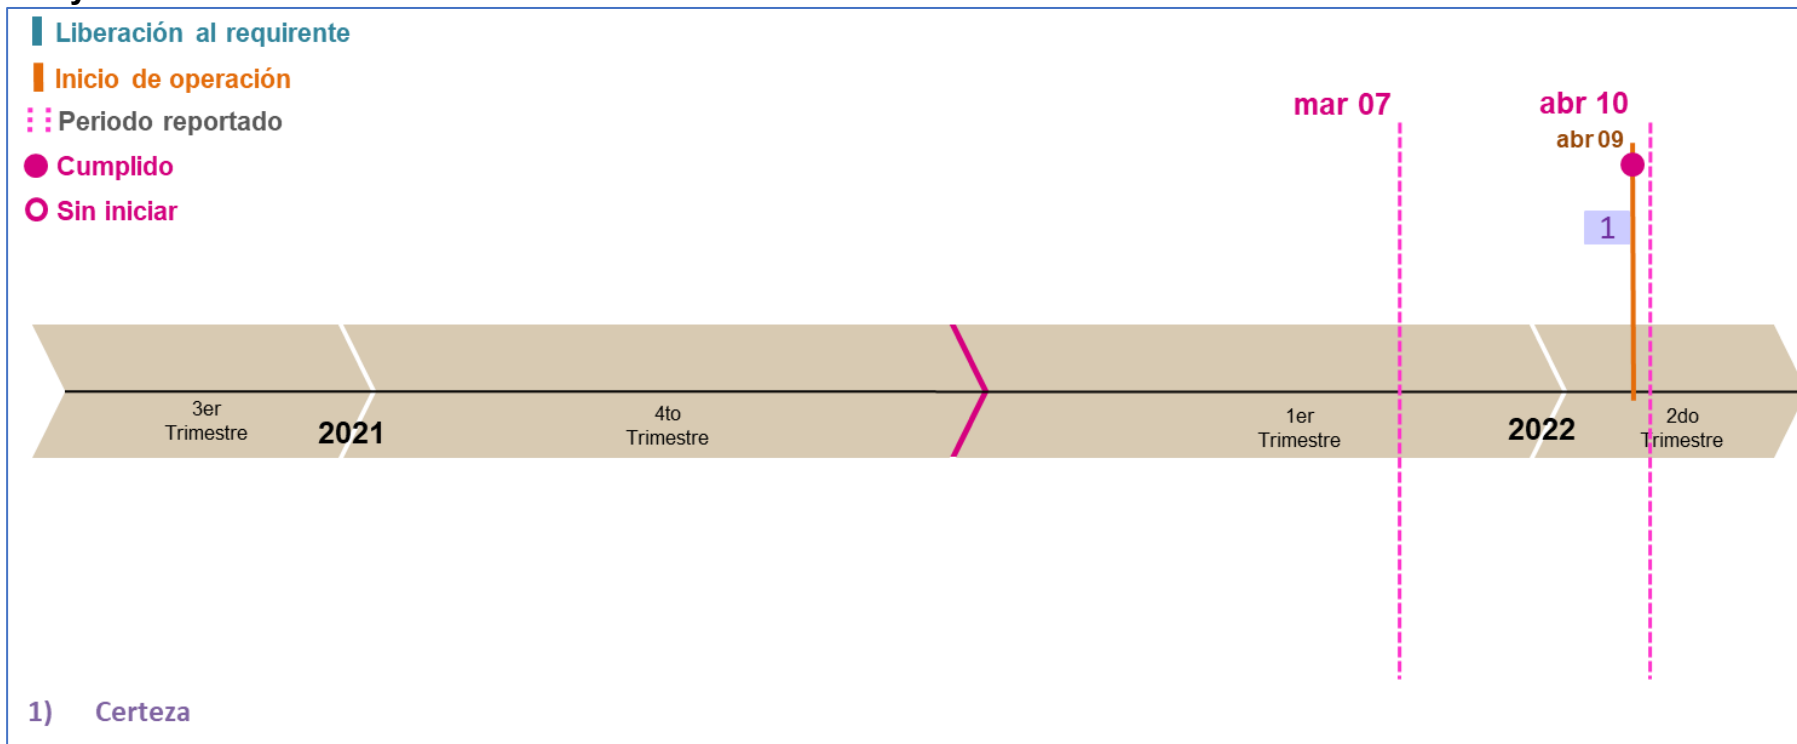 Liberación al requirente
Inicio de operación
Periodo reportado
Cumplido
Sin iniciar
mar 07
abr 10
abr 09
1
3er
Trimestre
2021
4to
Trimestre
1er
Trimestre
2022
2do
Trimestre
1) Certeza